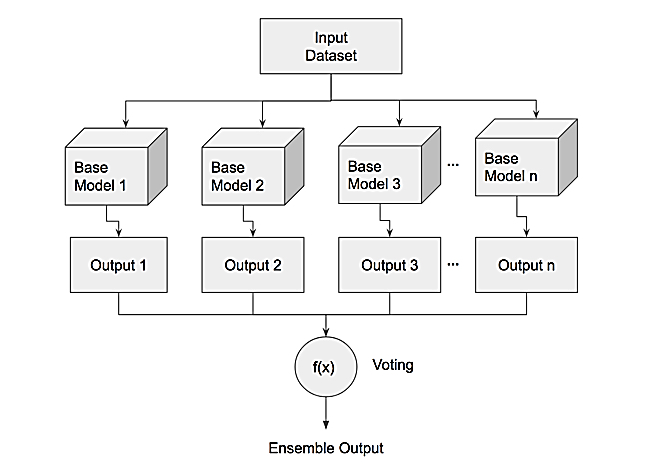 Input
Dataset
Base
Model 1
Base
Model 2
Base
Model 3
...
Base
Model n
Output 1
Output 2
Output 3
...
Output n
f(x)
Voting
Ensemble Output